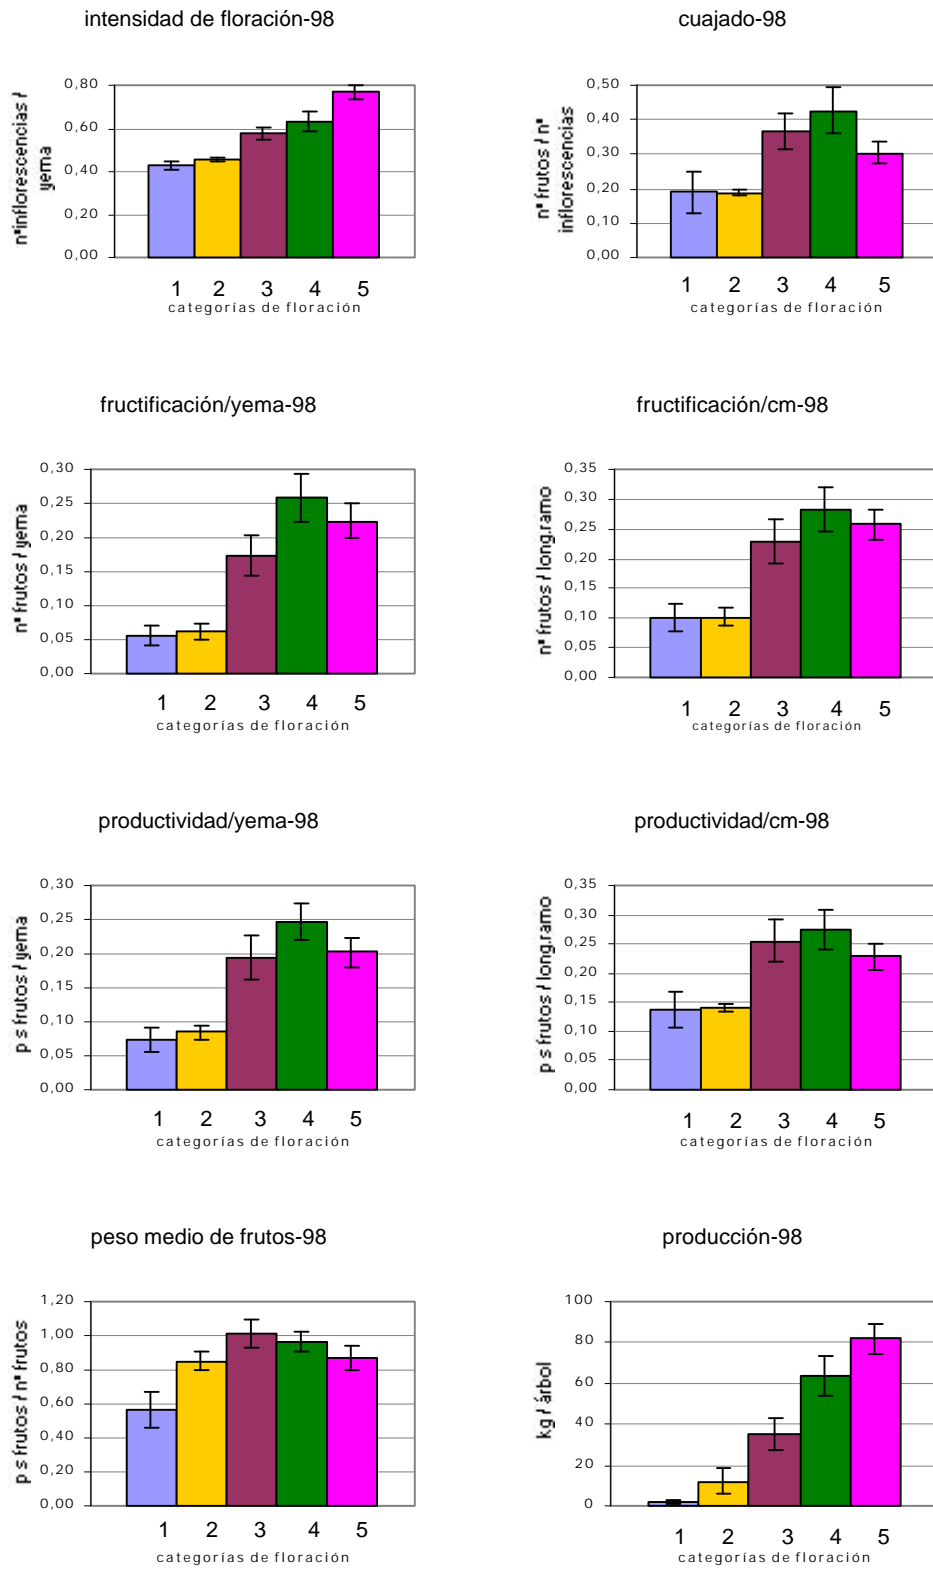 intensidad de floración-98
nºinflorescencias /
yema
0,80
0,60
0,40
0,20
0,00
1 2 3 4 5
categorías de floración
cuajado-98
nº frutos / nº
inflorescencias
0,50
0,40
0,30
0,20
0,10
0,00
1 2 3 4 5
categorías de floración
fructificación/yema-98
nº frutos / yema
0,30
0,25
0,20
0,15
0,10
0,05
0,00
1 2 3 4 5
categorías de floración
fructificación/cm-98
nº frutos / long.ramo
0,35
0,30
0,25
0,20
0,15
0,10
0,05
0,00
1 2 3 4 5
categorías de floración
productividad/yema-98
p s frutos / yema
0,30
0,25
0,20
0,15
0,10
0,05
0,00
1 2 3 4 5
categorías de floración
productividad/cm-98
p s frutos / long.ramo
0,35
0,30
0,25
0,20
0,15
0,10
0,05
0,00
1 2 3 4 5
categorías de floración
peso medio de frutos-98
p s frutos / nº frutos
1,20
1,00
0,80
0,60
0,40
0,20
0,00
1 2 3 4 5
categorías de floración
producción-98
kg / árbol
100
80
60
40
20
0
1 2 3 4 5
categorías de floración